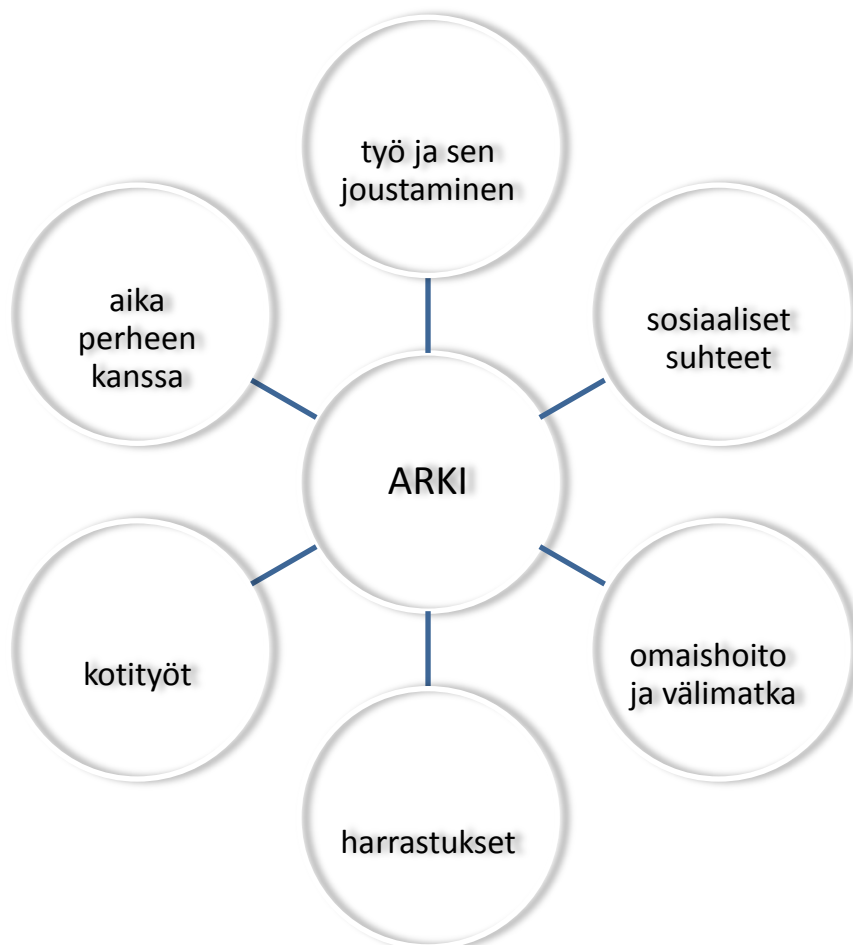 työ ja sen
joustaminen
aika
perheen
kanssa
sosiaaliset
suhteet
ARKI
kotityöt
omaishoito
ja välimatka
harrastukset